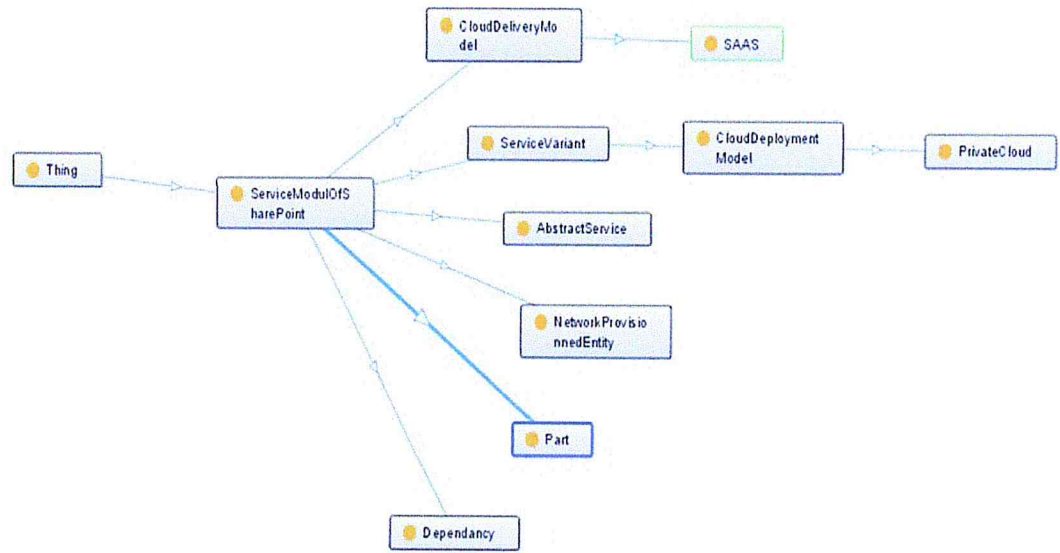 CloudDeliveryMo
del
SAAS
ServiceVariant
CloudDeployment
Model
PrivateCloud
Thing
ServiceModulOfS
harePoint
AbstractService
NetworkProvisio
nnedEntity
Part
Dependancy